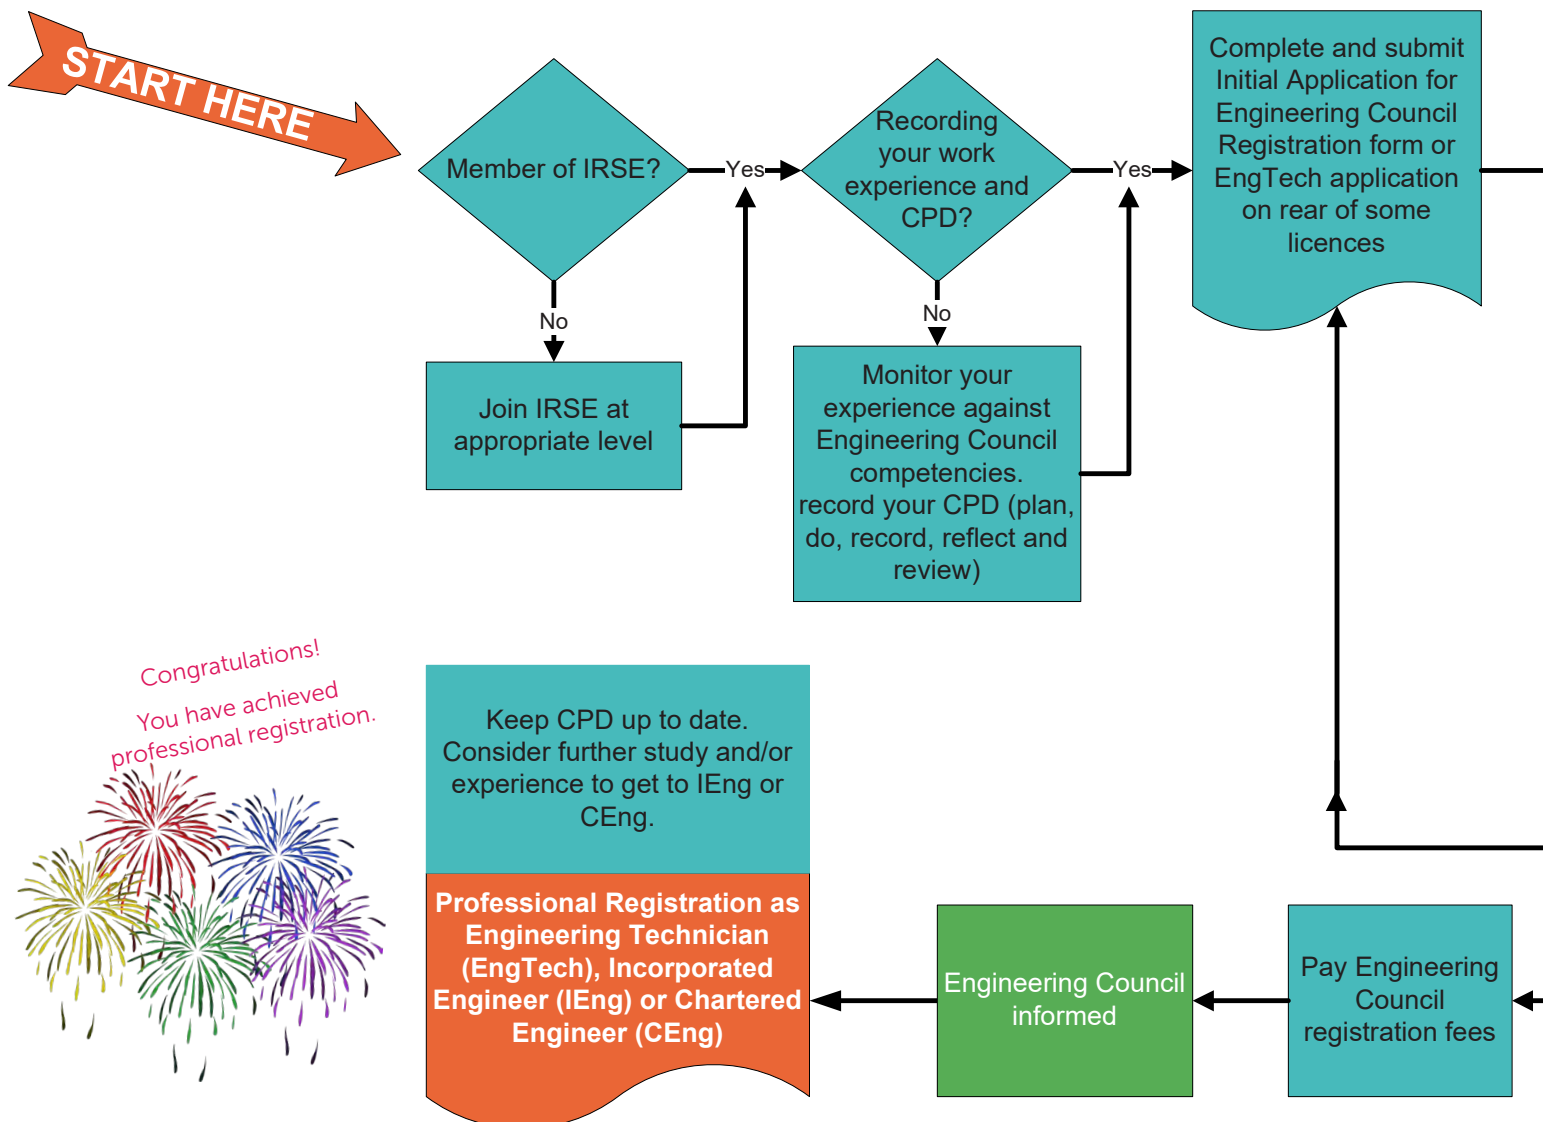 START HERE
Member of IRSE?
Yes
No
Join IRSE at
appropriate level
Recording
your work
experience and
CPD?
Yes
No
Monitor your
experience against
Engineering Council
competencies.
record your CPD (plan,
do, record, reflect and
review)
Complete and submit
Initial Application for
Engineering Council
Registration form or
EngTech application
on rear of some
licences
Pay Engineering
Council
registration fees
Engineering Council
informed
Keep CPD up to date.
Consider further study and/or
experience to get to IEng or
CEng.
Professional Registration as
Engineering Technician
(EngTech), Incorporated
Engineer (IEng) or Chartered
Engineer (CEng)
Congratulations!
You have achieved
professional registration.